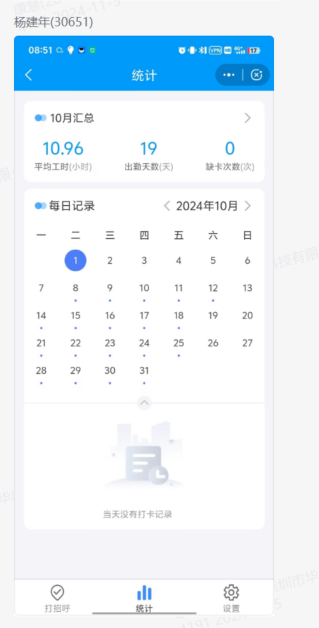 杨建年(30651)
08:51
统计
10月汇总
10.96 19 0
平均工时(小时) 出勤天数(天) 缺卡次数(次)
每日记录 2024年10月
一 二 三 四 五 六 日
1 2 3 4 5 6
7 8 9 10 11 12 13
14 15 16 17 18 19 20
21 22 23 24 25 26 27
28 29 30 31
当天没有打卡记录
打招呼 统计 设置